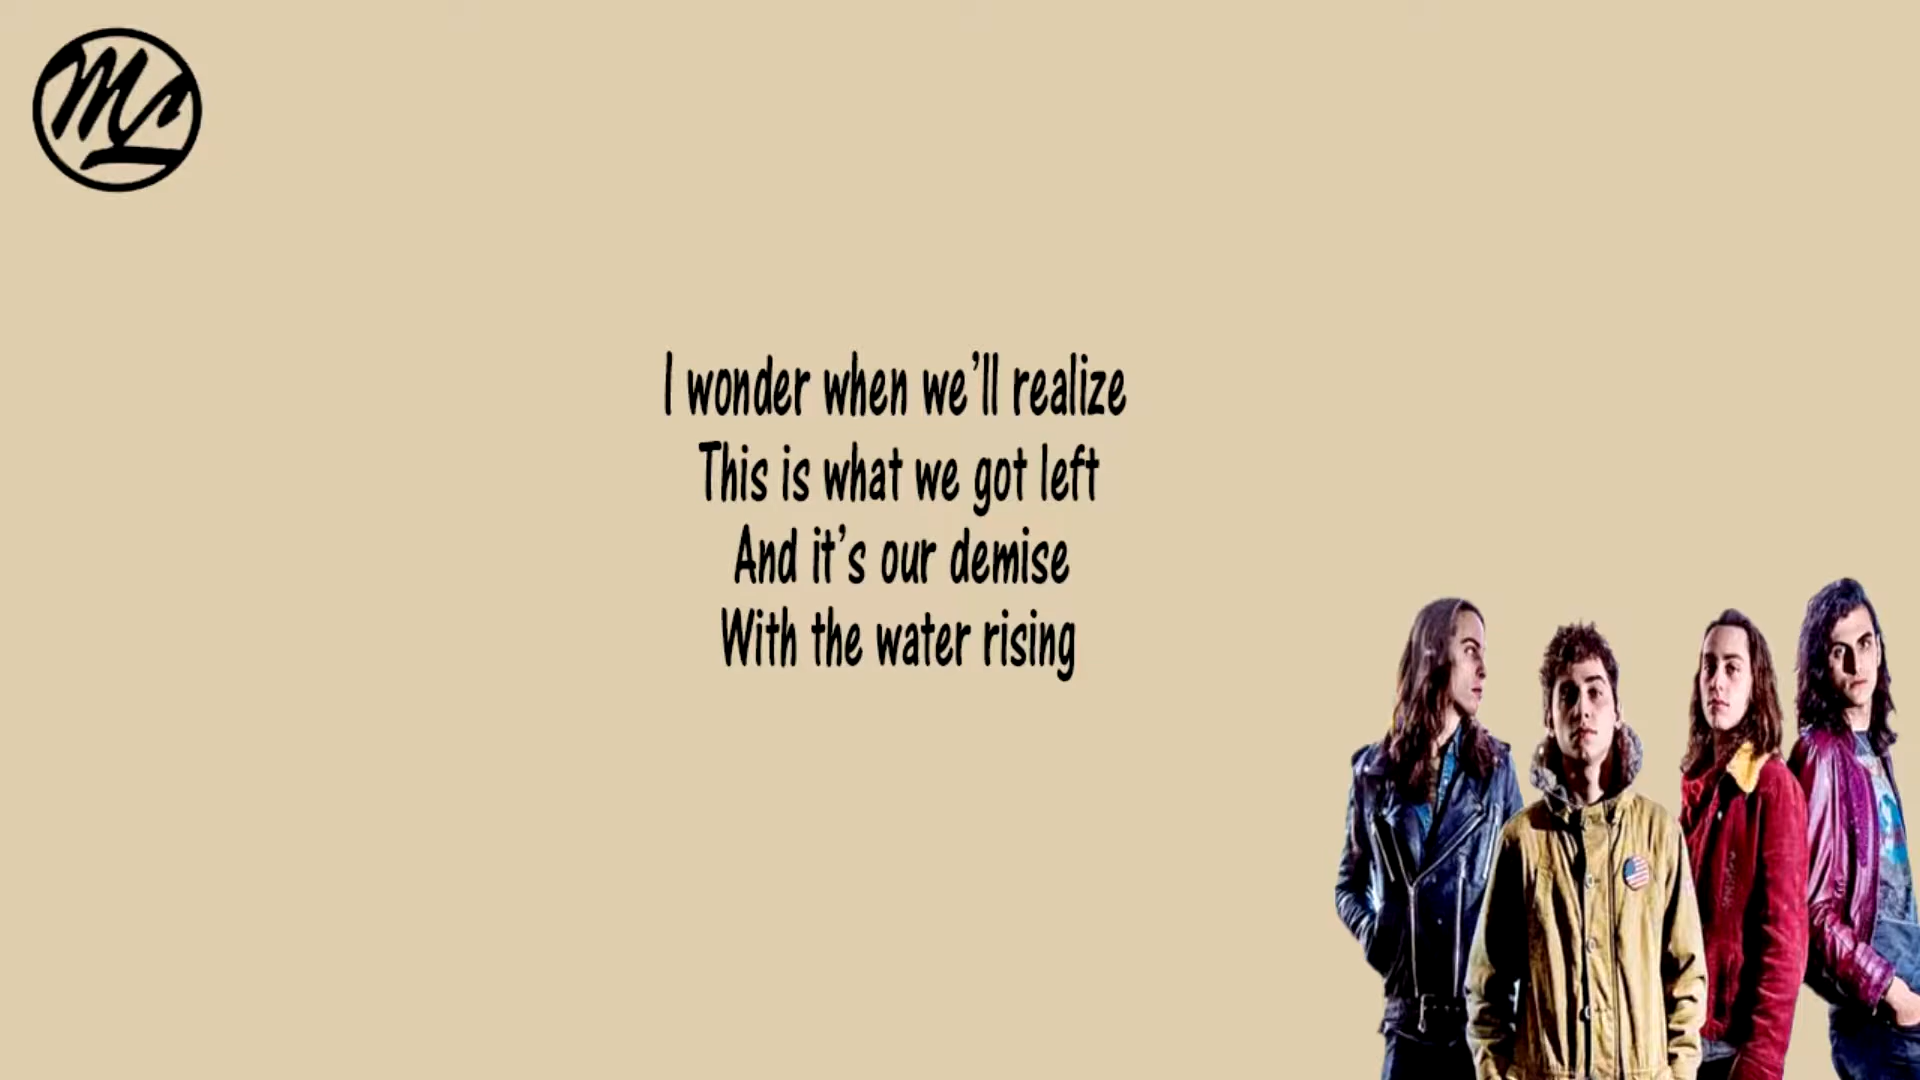 I wonder when we'll realize
This is what we got left
And it's our demise
With the water rising